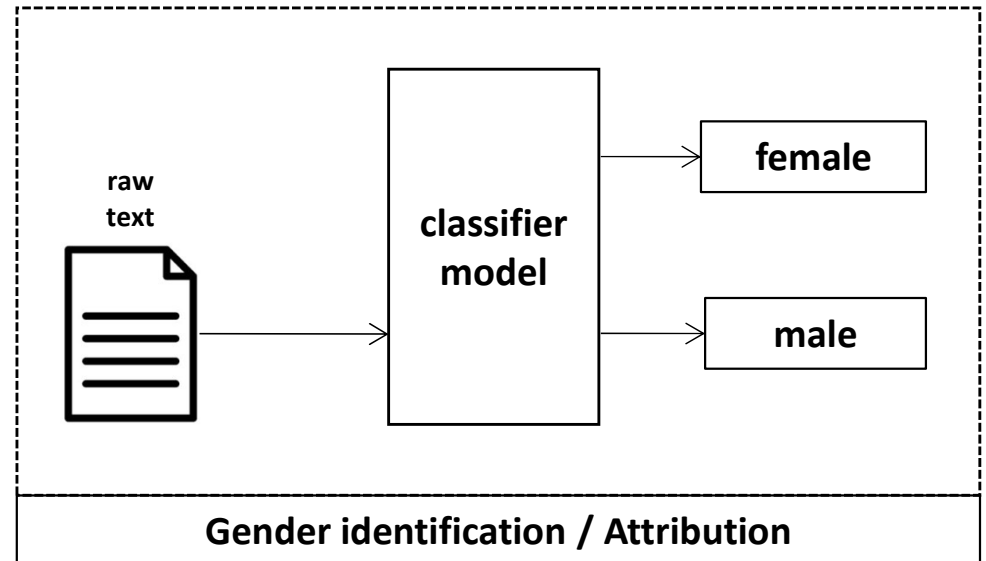 raw
text
classifier
model
female
male
Gender identification / Attribution